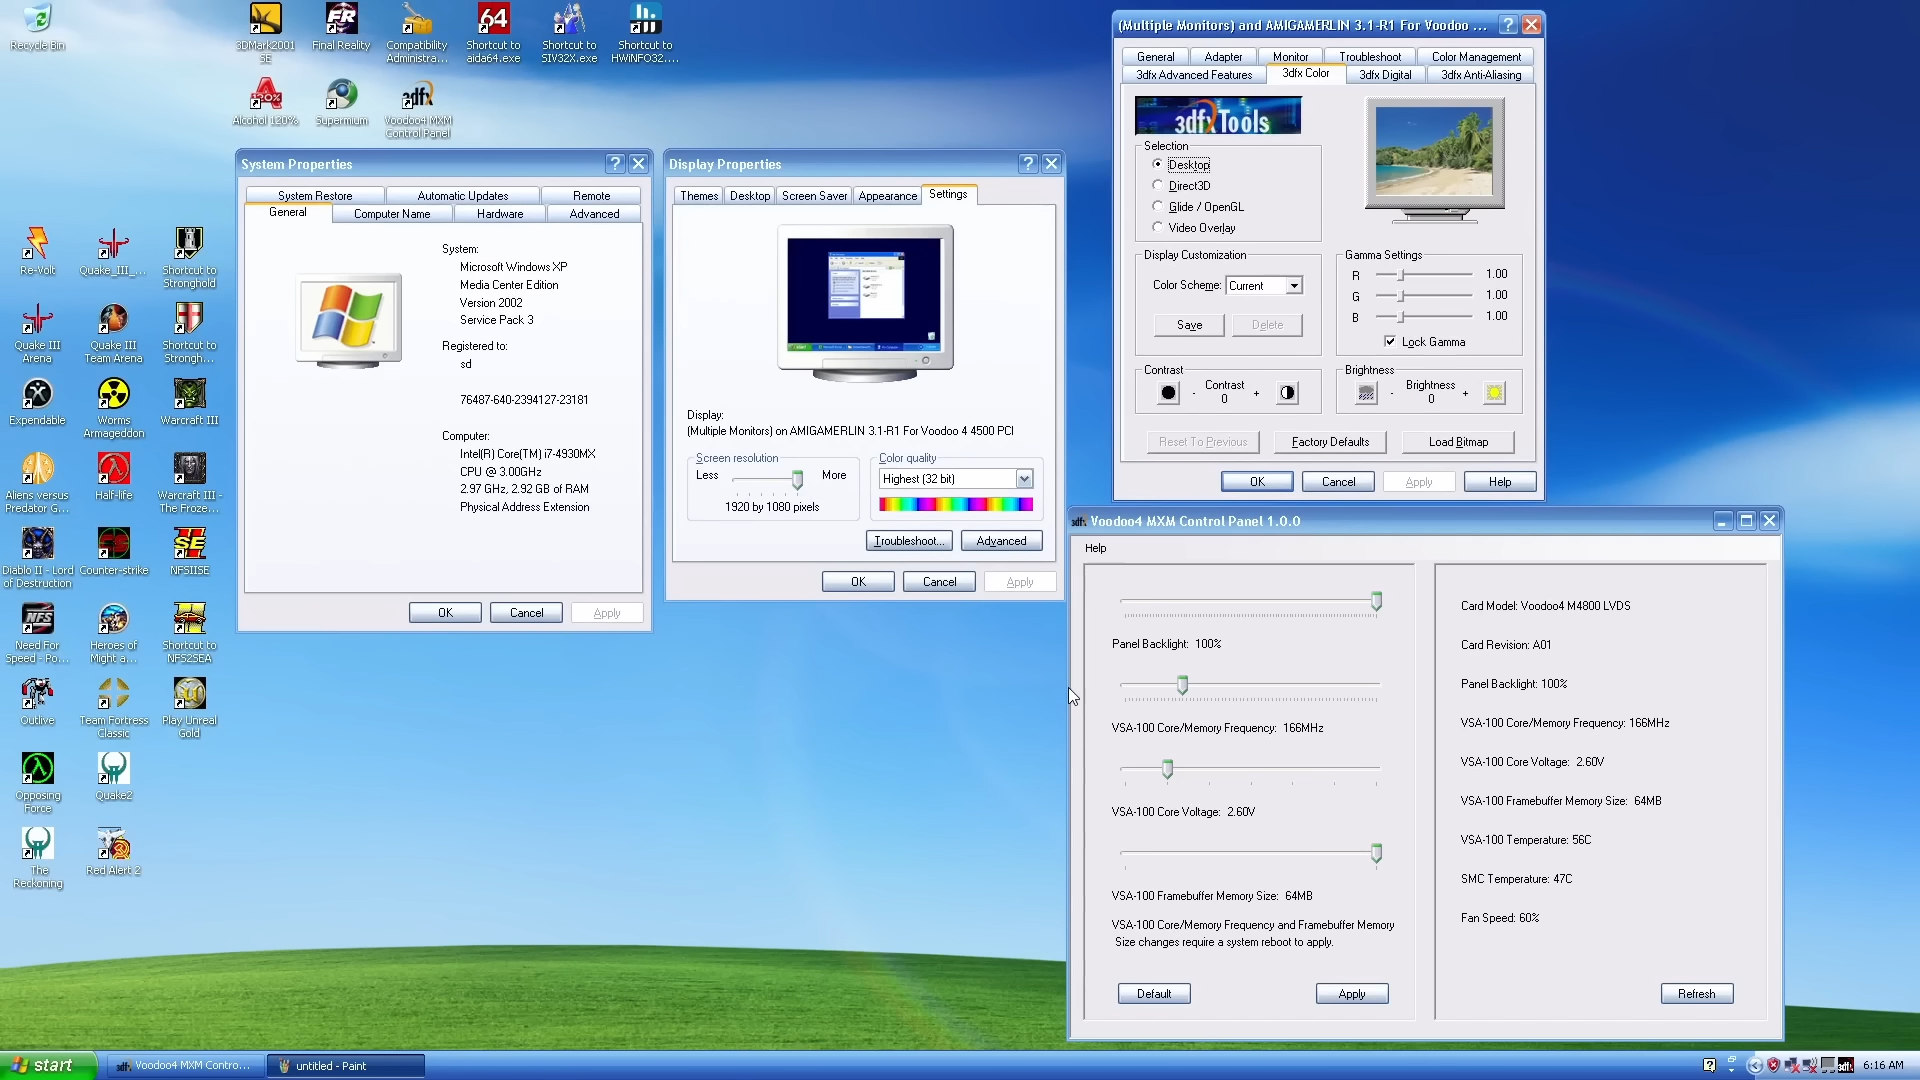 Recycle Bin
3DMark2001 SE
Final Reality
Compatibility Administra...
Shortcut to aida64.exe
Shortcut to SIV32X.exe
Shortcut to HWiNFO32....
Alcohol 120%
Supermium
Voodoo4 MXM Control Panel
Re-Volt
Quake_III_...
Shortcut to Stronghold
Quake III Arena
Quake III Team Arena
Shortcut to Strongh...
Expendable
Worms Armageddon
Warcraft III
Aliens versus Predator G...
Half-life
Warcraft III - The Froze...
Diablo II - Lord of Destruction
Counter-strike
NFSIISE
Need For Speed - Po...
Heroes of Might a...
Shortcut to NFS2SEA
Outlive
Team Fortress Classic
Play Unreal Gold
Opposing Force
Quake2
The Reckoning
Red Alert 2
System Properties
System Restore
Automatic Updates
Remote
General
Computer Name
Hardware
Advanced
System:
Microsoft Windows XP
Media Center Edition
Version 2002
Service Pack 3
Registered to:
sd
76487-640-2394127-23181
Computer:
Intel(R) Core(TM) i7-4930MX
CPU @ 3.00GHz
2.97 GHz, 2.92 GB of RAM
Physical Address Extension
OK
Cancel
Apply
Display Properties
Themes
Desktop
Screen Saver
Appearance
Settings
Display:
(Multiple Monitors) on AMIGAMERLIN 3.1-R1 For Voodoo 4 4500 PCI
Screen resolution
Less
More
1920 by 1080 pixels
Color quality
Highest (32 bit)
Troubleshoot...
Advanced
OK
Cancel
Apply
(Multiple Monitors) and AMIGAMERLIN 3.1-R1 For Voodoo ...
General
Adapter
Monitor
Troubleshoot
Color Management
3dfx Advanced Features
3dfx Color
3dfx Digital
3dfx Anti-Aliasing
3dfx Tools
Selection
Desktop
Direct3D
Glide / OpenGL
Video Overlay
Display Customization
Color Scheme:
Current
Save
Delete
Gamma Settings
R 1.00
G 1.00
B 1.00
Lock Gamma
Contrast
- Contrast +
0
Brightness
- Brightness +
0
Reset To Previous
Factory Defaults
Load Bitmap
OK
Cancel
Apply
Help
Voodoo4 MXM Control Panel 1.0.0
Help
Panel Backlight: 100%
VSA-100 Core/Memory Frequency: 166MHz
VSA-100 Core Voltage: 2.60V
VSA-100 Framebuffer Memory Size: 64MB
VSA-100 Core/Memory Frequency and Framebuffer Memory
Size changes require a system reboot to apply.
Default
Apply
Card Model: Voodoo4 M4800 LVDS
Card Revision: A01
Panel Backlight: 100%
VSA-100 Core/Memory Frequency: 166MHz
VSA-100 Core Voltage: 2.60V
VSA-100 Framebuffer Memory Size: 64MB
VSA-100 Temperature: 56C
SMC Temperature: 47C
Fan Speed: 60%
Refresh
start
Voodoo4 MXM Contro...
untitled - Paint
6:16 AM